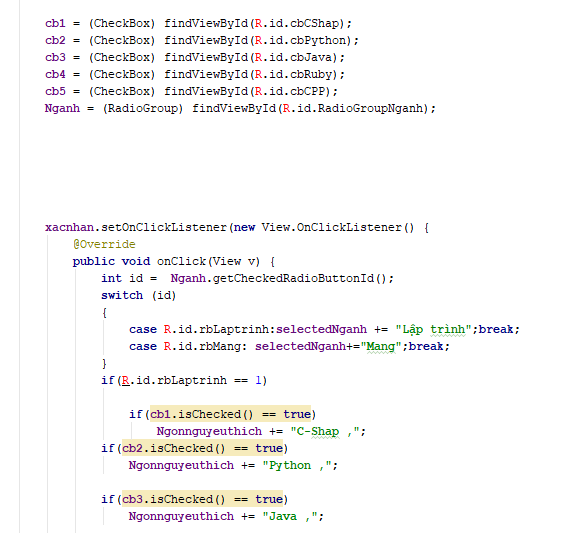 cb1 = (CheckBox) findViewById(R.id.cbCShap);
cb2 = (CheckBox) findViewById(R.id.cbPython);
cb3 = (CheckBox) findViewById(R.id.cbJava);
cb4 = (CheckBox) findViewById(R.id.cbRuby);
cb5 = (CheckBox) findViewById(R.id.cbCPP);
Nganh = (RadioGroup) findViewById(R.id.RadioGroupNganh);
xacnhan.setOnClickListener(new View.OnClickListener() {
@Override
public void onClick(View v) {
int id =  Nganh.getCheckedRadioButtonId();
switch (id)
{
case R.id.rbLaptrinh:selectedNganh += "Lập trình";break;
case R.id.rbMang: selectedNganh+="Mang";break;
}
if(R.id.rbLaptrinh == 1)
if(cb1.isChecked() == true)
Ngonnguyeuthich += "C-Shap ,";
if(cb2.isChecked() == true)
Ngonnguyeuthich += "Python ,";
if(cb3.isChecked() == true)
Ngonnguyeuthich += "Java ,";